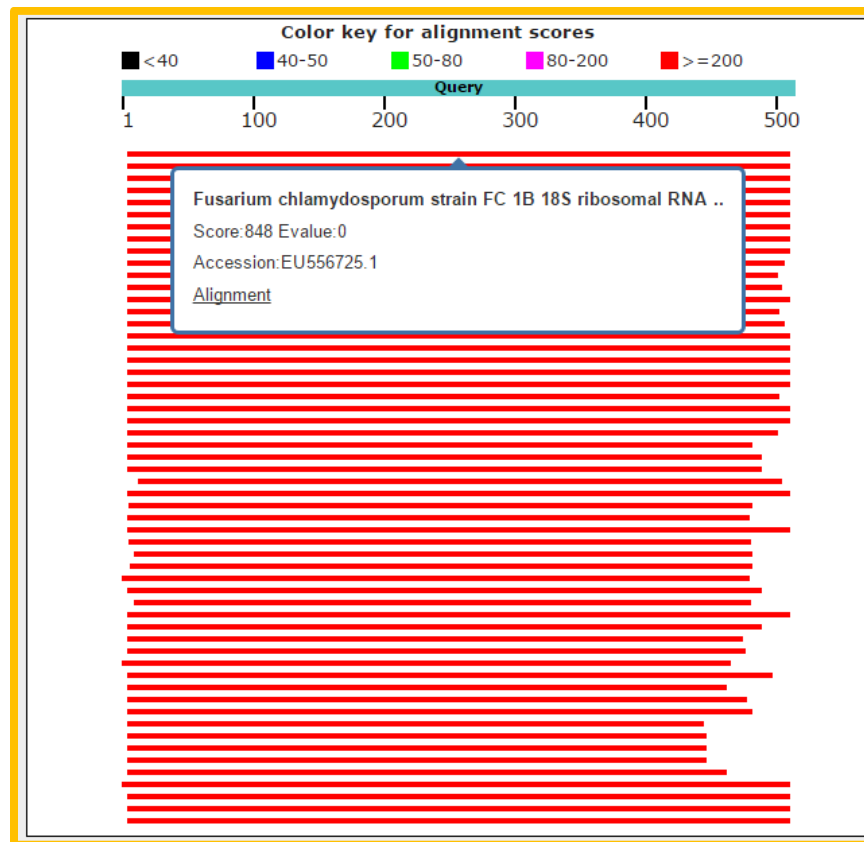 Color key for alignment scores
<40 40-50 50-80 80-200 >=200
Query
1 100 200 300 400 500
Fusarium chlamydosporum strain FC 1B 18S ribosomal RNA ..
Score:848 Evalue:0
Accession:EU556725.1
Alignment